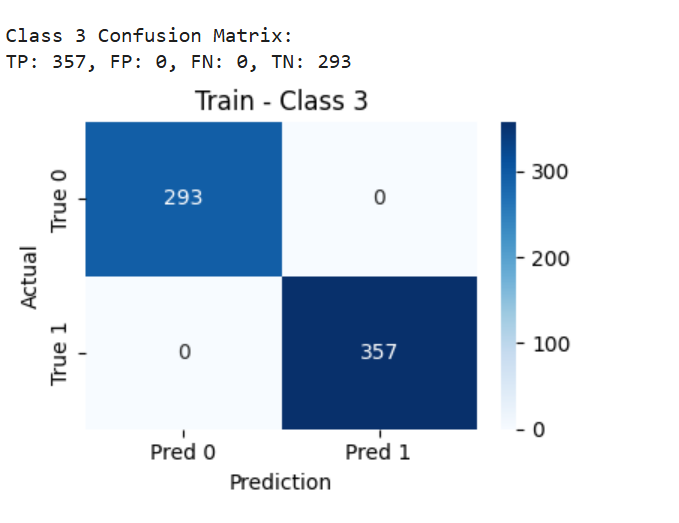 Class 3 Confusion Matrix:
TP: 357, FP: 0, FN: 0, TN: 293
Train - Class 3
Actual
True 0
293
0
True 1
0
357
Pred 0
Pred 1
Prediction
300
200
100
0